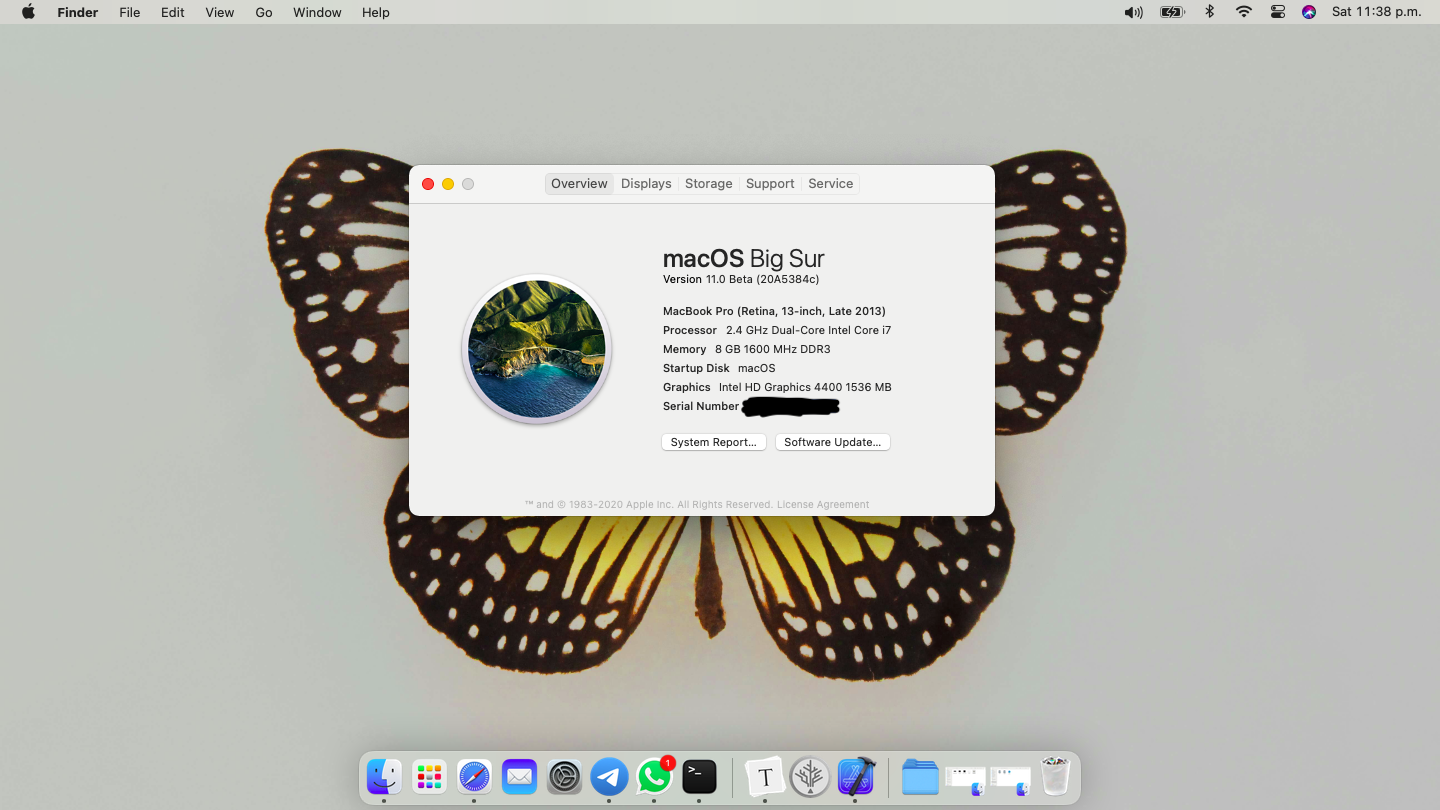 Finder File Edit View Go Window Help Sat 11:38 p.m.
Overview Displays Storage Support Service
macOS Big Sur
Version 11.0 Beta (20A5384c)
MacBook Pro (Retina, 13-inch, Late 2013)
Processor 2.4 GHz Dual-Core Intel Core i7
Memory 8 GB 1600 MHz DDR3
Startup Disk macOS
Graphics Intel HD Graphics 4400 1536 MB
Serial Number
System Report... Software Update...
™ and © 1983-2020 Apple Inc. All Rights Reserved. License Agreement
1
>_ T